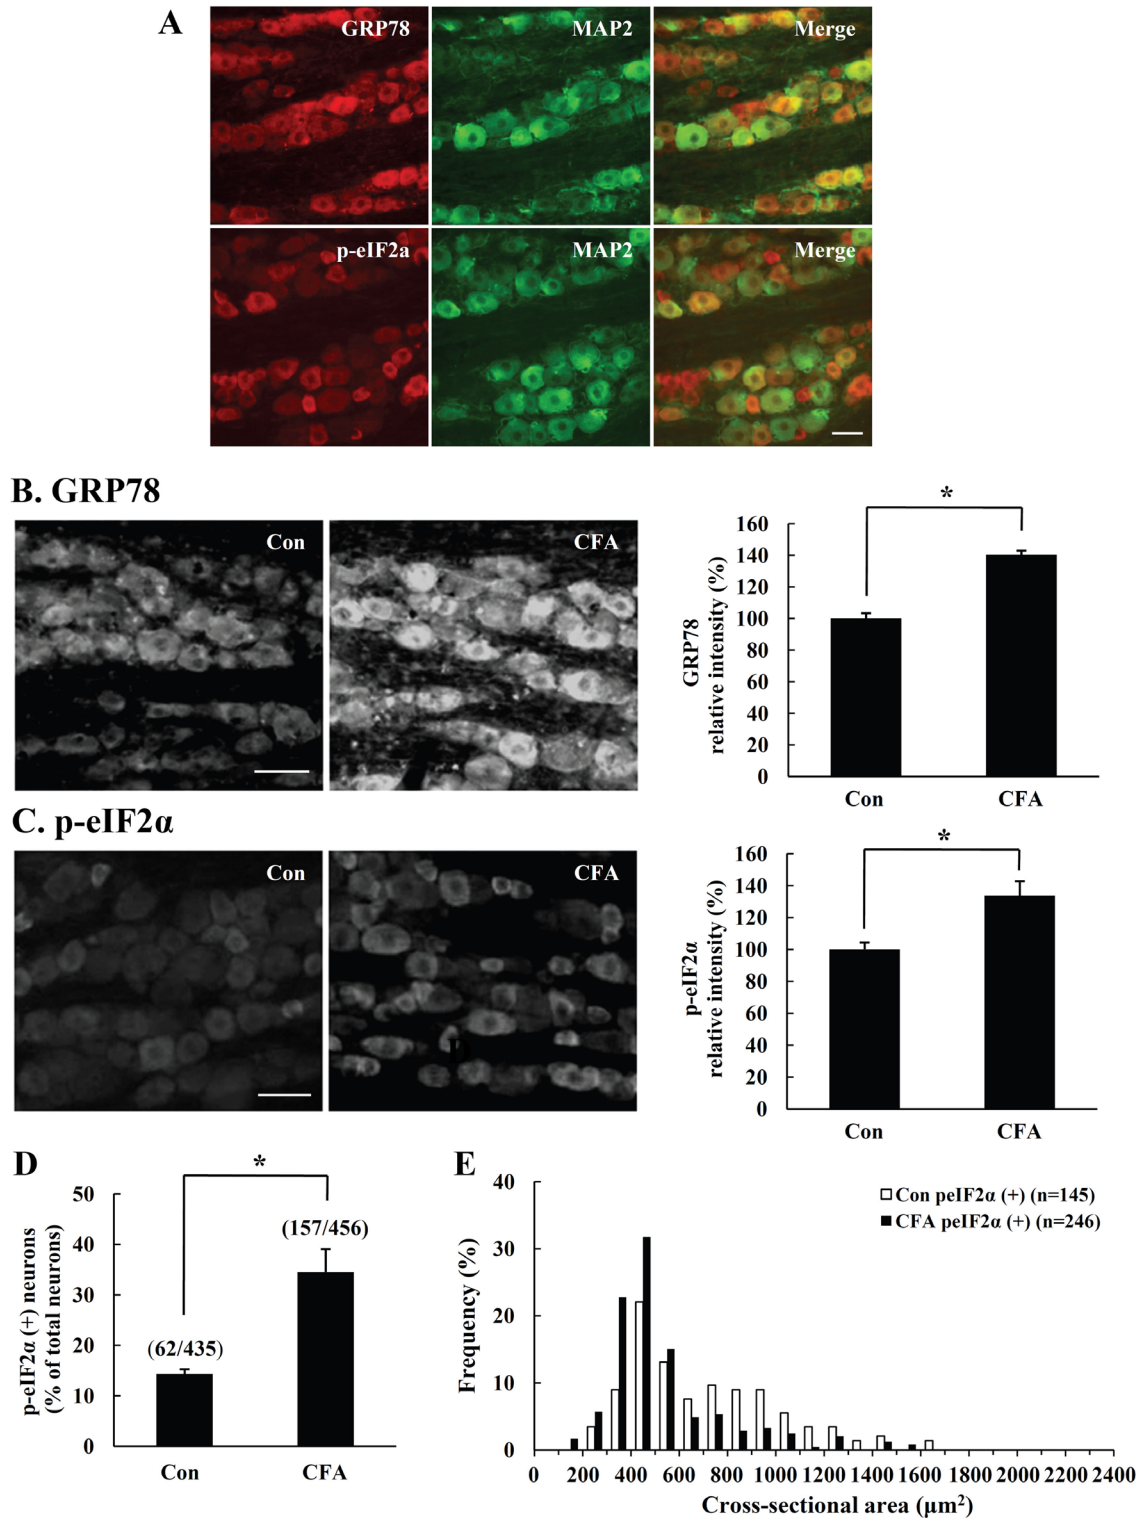 A
GRP78
MAP2
Merge
p-eIF2a
MAP2
Merge
B. GRP78
Con
CFA
*
GRP78
relative intensity (%)
160
140
120
100
80
60
40
20
0
Con
CFA
C. p-eIF2α
Con
CFA
D
*
p-eIF2α
relative intensity (%)
160
140
120
100
80
60
40
20
0
Con
CFA
D
*
p-eIF2α (+) neurons
(% of total neurons)
50
40
30
20
10
0
(62/435)
(157/456)
Con
CFA
E
Frequency (%)
40
30
20
10
0
Con peIF2α (+) (n=145)
CFA peIF2α (+) (n=246)
0 200 400 600 800 1000 1200 1400 1600 1800 2000 2200 2400
Cross-sectional area (µm²)